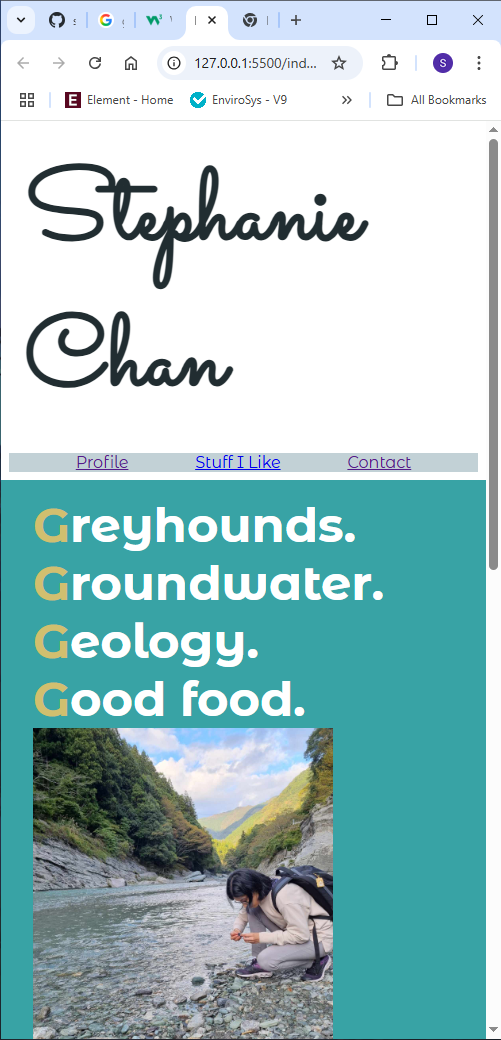 127.0.0.1:5500/ind...
S
E Element - Home
EnviroSys - V9
All Bookmarks
Stephanie
Chan
Profile Stuff I Like Contact
Greyhounds.
Groundwater.
Geology.
Good food.